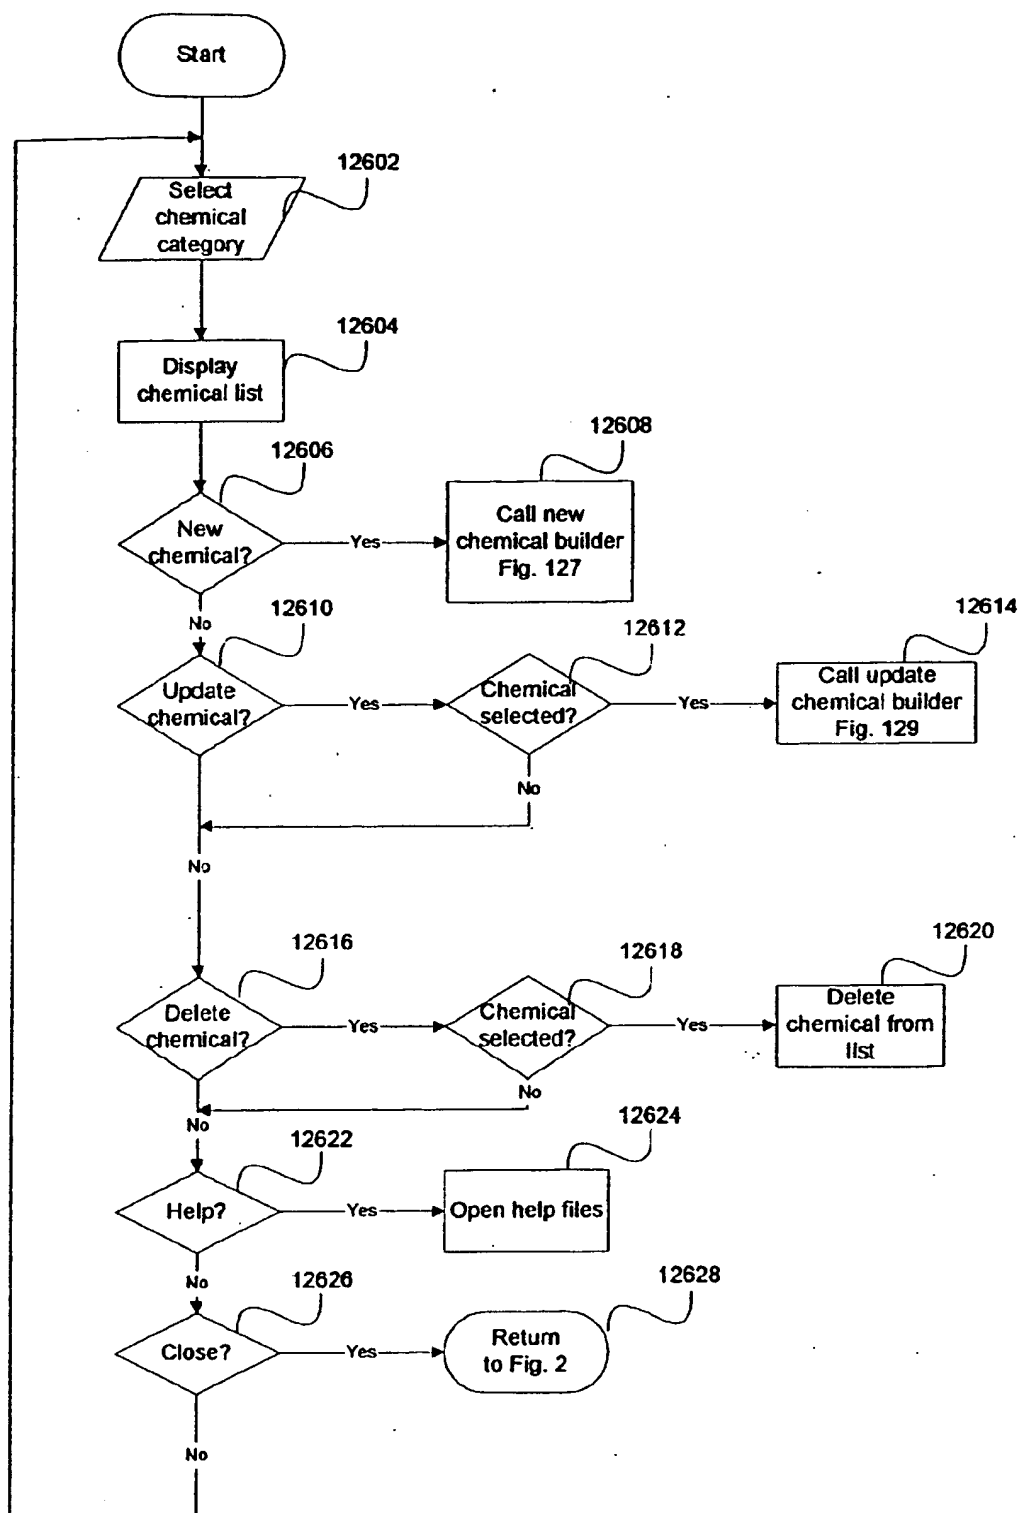 Start
12602
Select
chemical
category
12604
Display
chemical list
12606
12608
New
chemical?
Yes
Call new
chemical builder
Fig. 127
No
12610
12612
12614
Update
chemical?
Yes
Chemical
selected?
Yes
Call update
chemical builder
Fig. 129
No
No
12616
12618
12620
Delete
chemical?
Yes
Chemical
selected?
Yes
Delete
chemical from
list
No
No
12622
12624
Help?
Yes
Open help files
No
12626
12628
Close?
Yes
Return
to Fig. 2
No